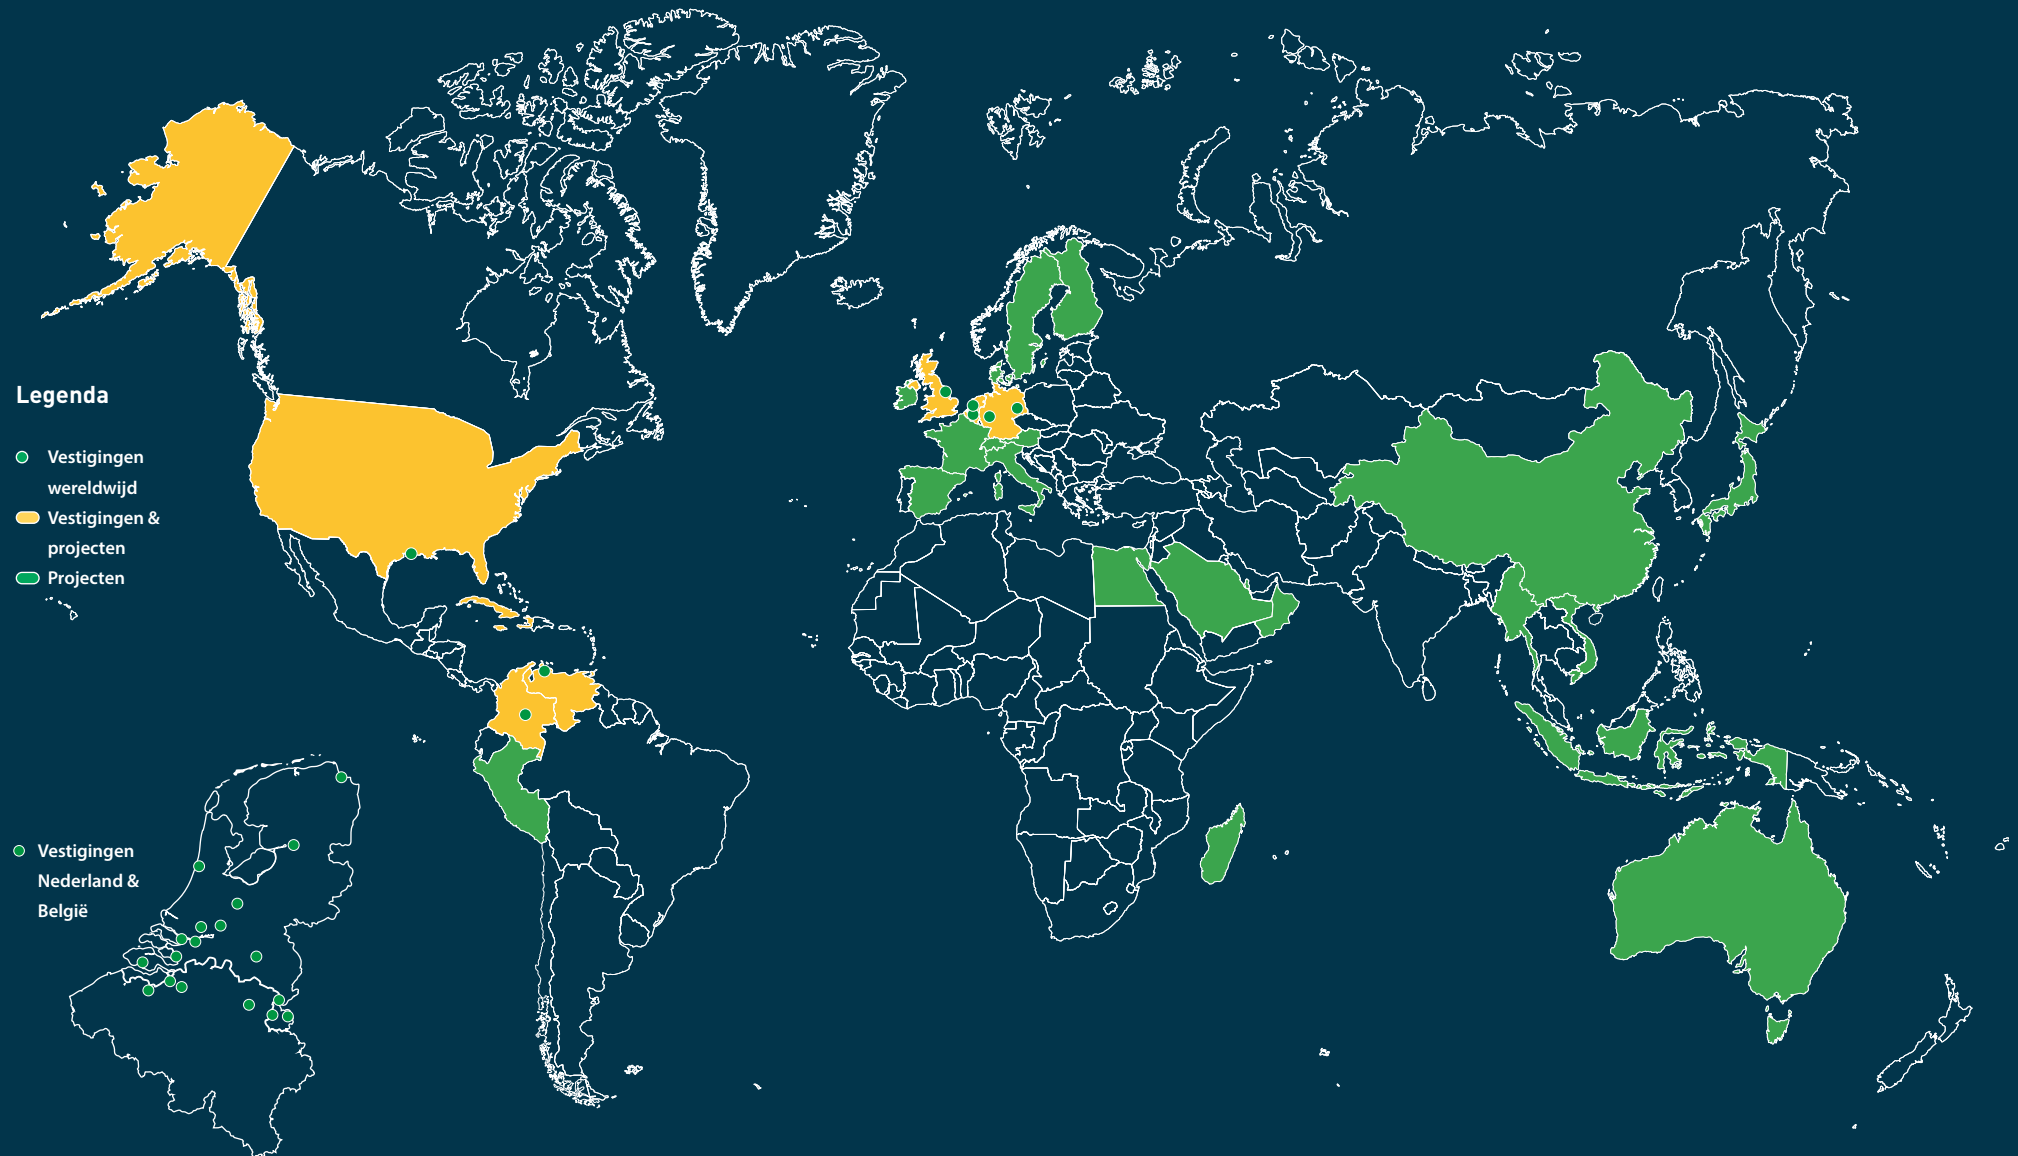 Legenda
Vestigingen
wereldwijd
Vestigingen &
projecten
Projecten
Vestigingen
Nederland &
België